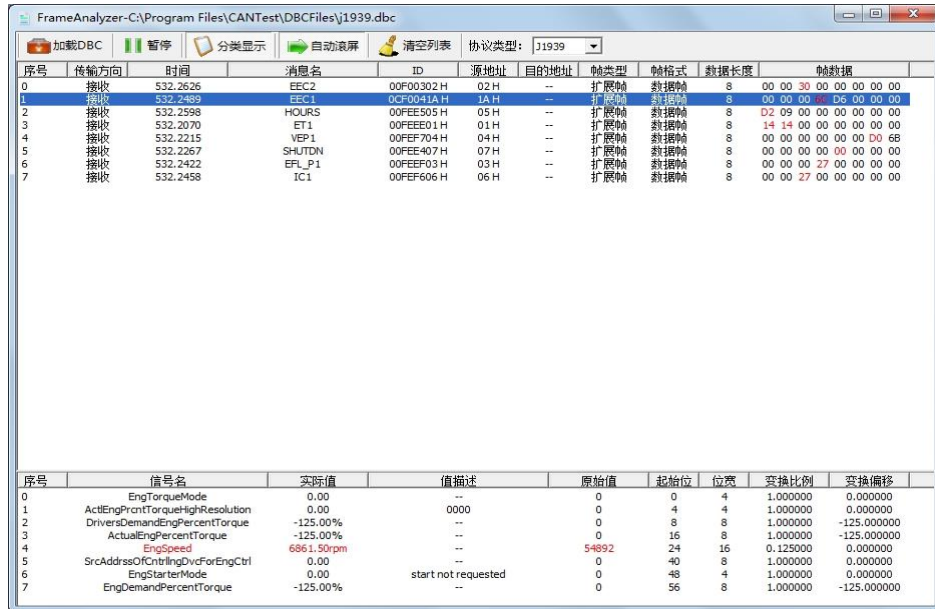 FrameAnalyzer-C:\Program Files\CANTest\DBCFiles\j1939.dbc
加载DBC 暂停 分类显示 自动滚屏 清空列表 协议类型: J1939
序号 传输方向 时间 消息名 ID 源地址 目的地址 帧类型 帧格式 数据长度 帧数据
0 接收 532.2626 EEC2 00F00302 H 02 H -- 扩展帧 数据帧 8 00 00 30 00 00 00 00 00
1 接收 532.2489 EEC1 0CF0041A H 1A H -- 扩展帧 数据帧 8 00 00 00 D6 00 00 00
2 接收 532.2598 HOURS 00FEE505 H 05 H -- 扩展帧 数据帧 8 D2 09 00 00 00 00 00 00
3 接收 532.2070 ET1 00FEEE01 H 01 H -- 扩展帧 数据帧 8 14 14 00 00 00 00 00 00
4 接收 532.2215 VEP1 00FEF704 H 04 H -- 扩展帧 数据帧 8 00 00 00 00 00 00 D0 6B
5 接收 532.2267 SHUTDN 00FEE407 H 07 H -- 扩展帧 数据帧 8 00 00 00 00 00 00 00 00
6 接收 532.2422 EFL_P1 00FEEF03 H 03 H -- 扩展帧 数据帧 8 00 00 00 27 00 00 00 00
7 接收 532.2458 IC1 00FEF606 H 06 H -- 扩展帧 数据帧 8 00 00 27 00 00 00 00 00
序号 信号名 实际值 值描述 原始值 起始位 位宽 变换比例 变换偏移
0 EngTorqueMode 0.00 -- 0 0 4 1.000000 0.000000
1 ActlEngPrcntTorqueHighResolution 0.00 0000 0 4 4 1.000000 0.000000
2 DriversDemandEngPercentTorque -125.00% -- 0 8 8 1.000000 -125.000000
3 ActualEngPercentTorque -125.00% -- 0 16 8 1.000000 -125.000000
4 EngSpeed 6861.50rpm -- 54892 24 16 0.125000 0.000000
5 SrcAddrssOfCntrllngDvcForEngCtrl 0.00 -- 0 40 8 1.000000 0.000000
6 EngStarterMode 0.00 start not requested 0 48 4 1.000000 0.000000
7 EngDemandPercentTorque -125.00% -- 0 56 8 1.000000 -125.000000